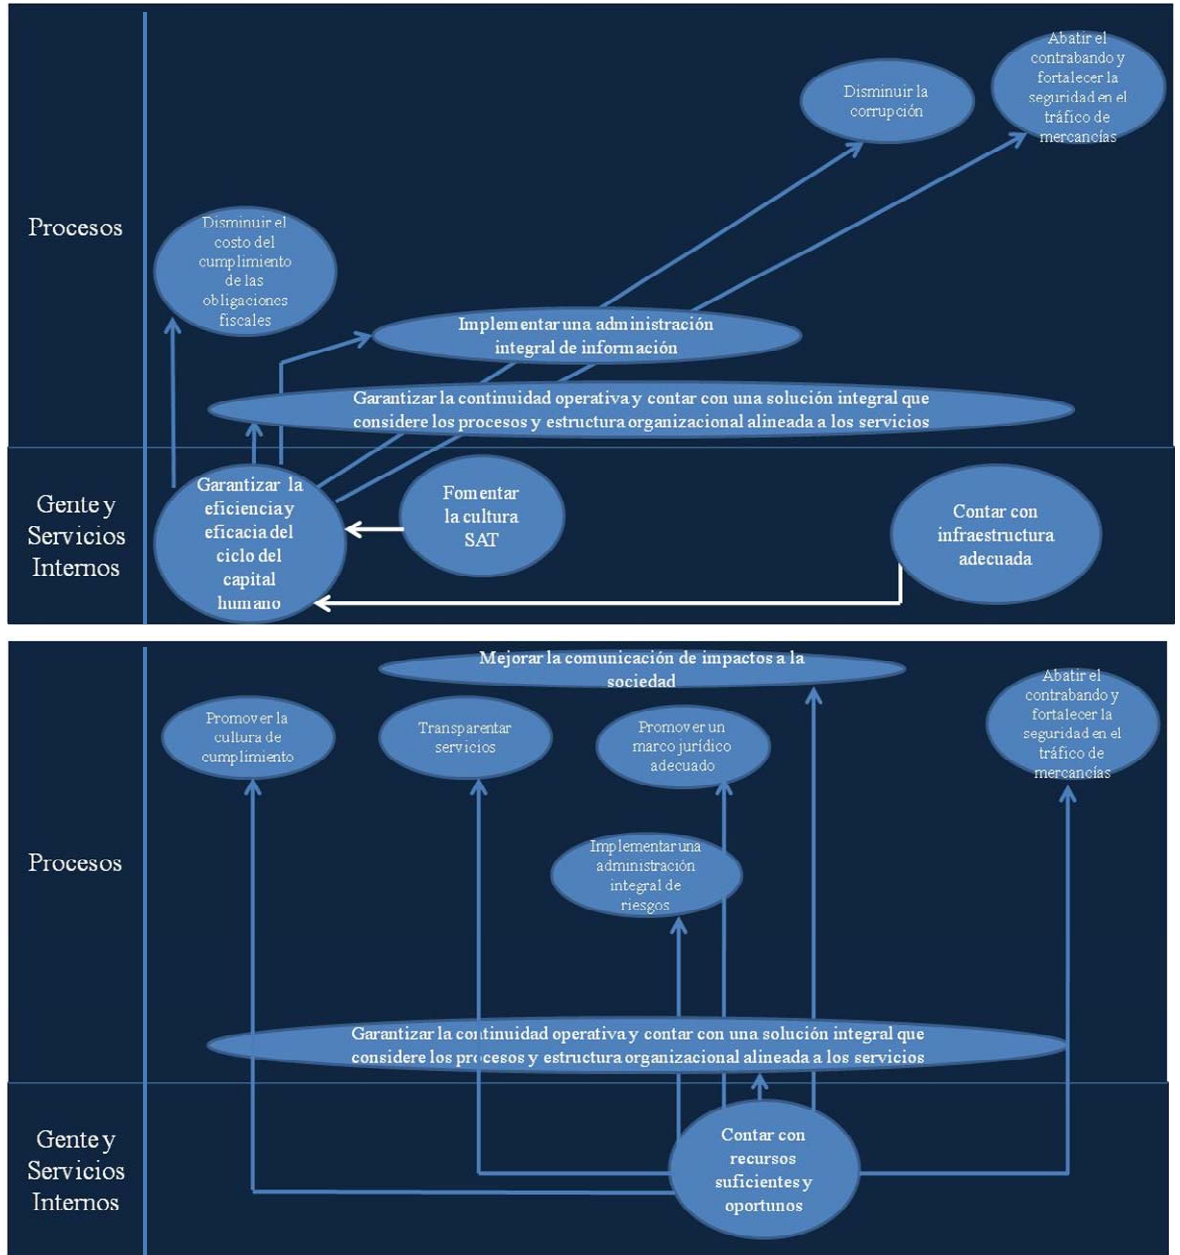 Abatir el
contrabando y
fortalecer la
seguridad en el
tráfico de
mercancías
Disminuir la
corrupción
Procesos
Disminuir el
costo del
cumplimiento
de las
obligaciones
fiscales
Implementar una administración
integral de información
Garantizar la continuidad operativa y contar con una solución integral que
considere los procesos y estructura organizacional alineada a los servicios
Gente y
Servicios
Internos
Garantizar la
eficiencia y
eficacia del
ciclo del
capital
humano
Fomentar
la cultura
SAT
Contar con
infraestructura
adecuada
Mejorar la comunicación de impactos a la
sociedad
Promover la
cultura de
cumplimiento
Transparentar
servicios
Promover un
marco jurídico
adecuado
Abatir el
contrabando y
fortalecer la
seguridad en el
tráfico de
mercancías
Procesos
Implementar una
administración
integral de
riesgos
Garantizar la continuidad operativa y contar con una solución integral que
considere los procesos y estructura organizacional alineada a los servicios
Gente y
Servicios
Internos
Contar con
recursos
suficientes y
oportunos